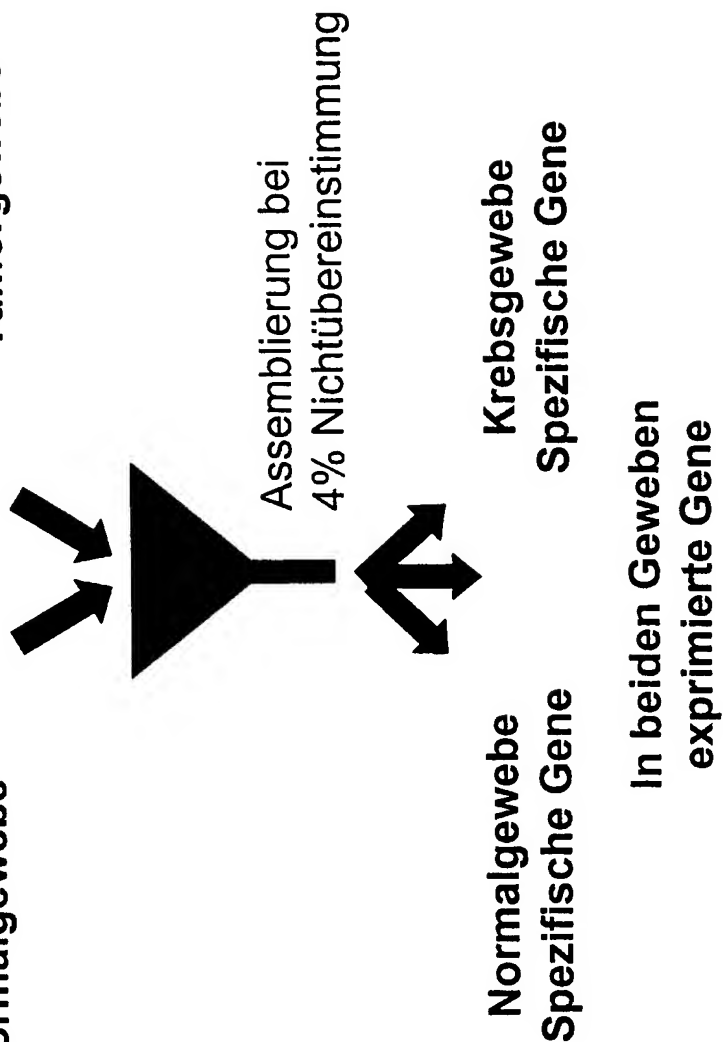 Assemblierung bei
4% Nichtübereinstimmung
Normalgewebe
Spezifische Gene
Krebsgewebe
Spezifische Gene
In beiden Geweben
exprimierte Gene